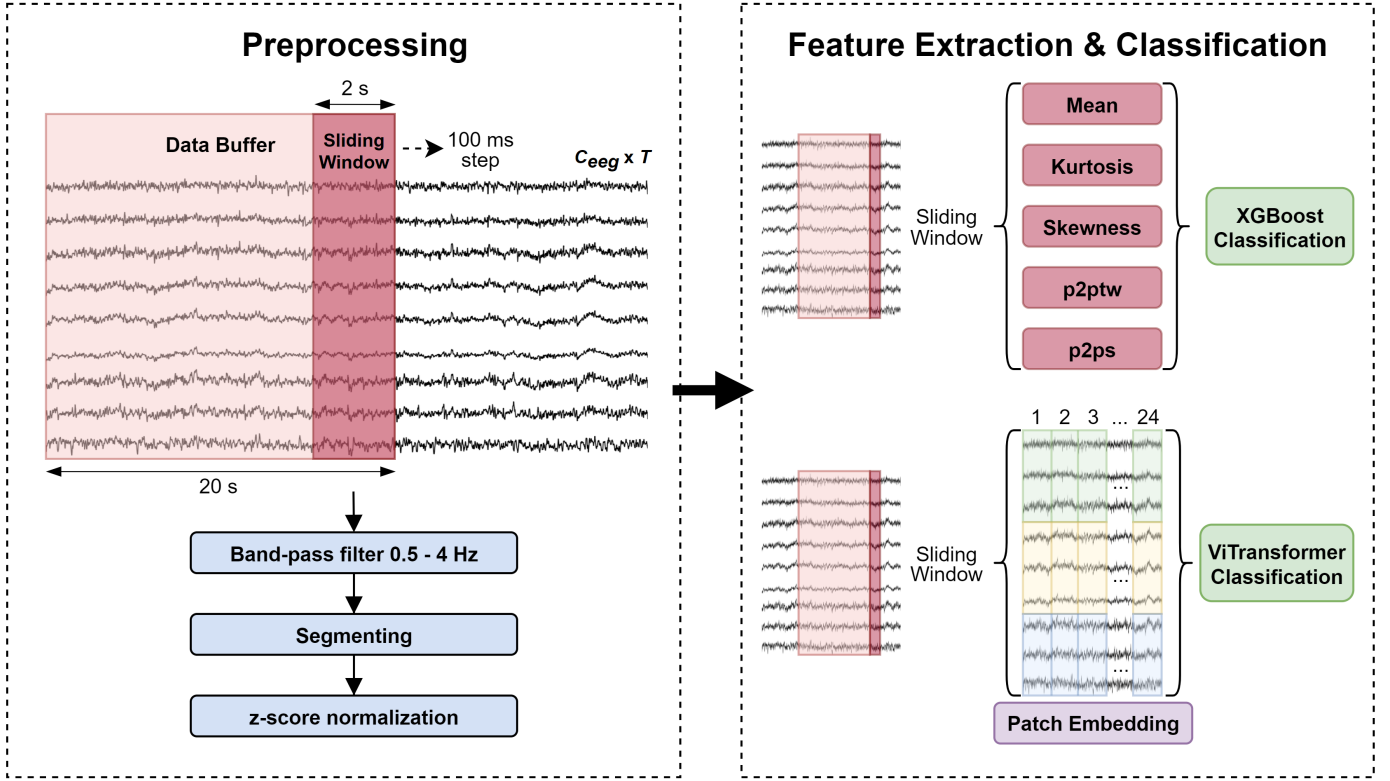 Preprocessing
2 s
Data Buffer
Sliding
Window
100 ms
step
Ceeg x T
20 s
Band-pass filter 0.5 - 4 Hz
Segmenting
z-score normalization
Feature Extraction & Classification
Sliding
Window
Mean
Kurtosis
Skewness
p2ptw
p2ps
XGBoost
Classification
Sliding
Window
1 2 3 ... 24
...
...
...
Patch Embedding
ViTransformer
Classification